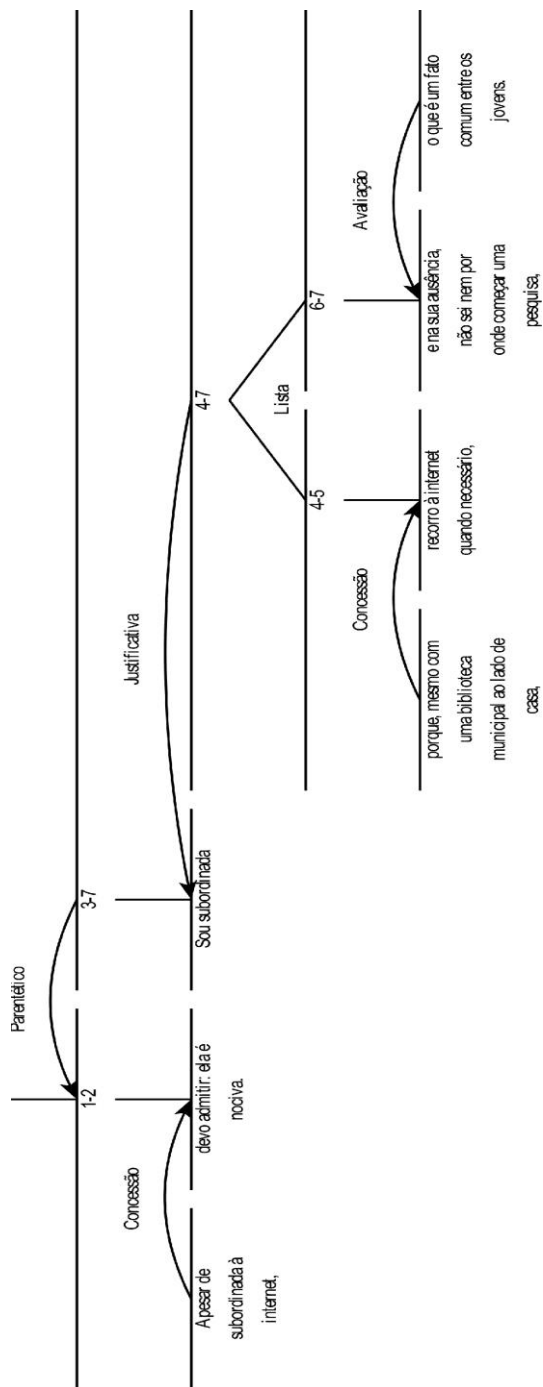 Parentético
1-2
3-7
Concessão
Justificativa
Apesar de
subordinada à
internet,
devo admitir: ela é
nociva.
Sou subordinada
4-7
Lista
4-5
6-7
Concessão
Avaliação
porque, mesmo com
uma biblioteca
municipal ao lado de
casa,
recorro à internet
quando necessário,
e na sua ausência,
não sei nem por
onde começar uma
pesquisa,
o que é um fato
comum entre os
jovens.